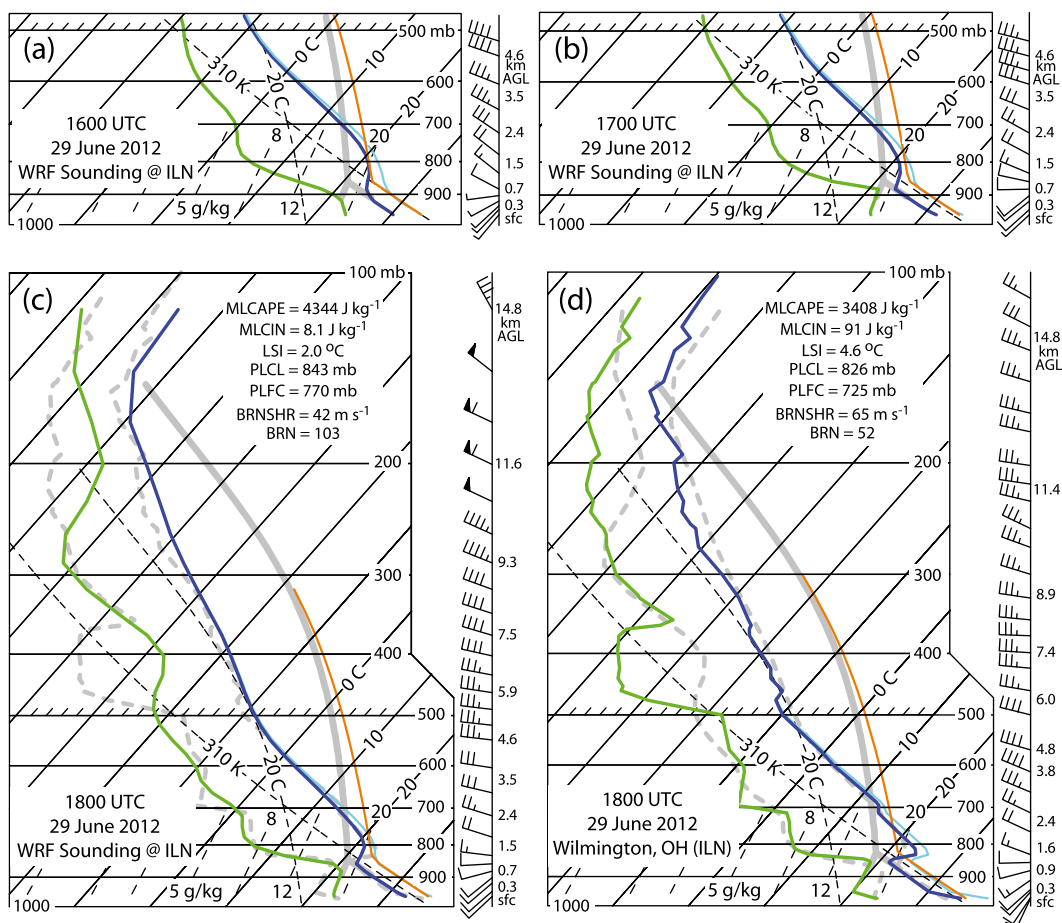 (a)
500 mb
0 C
10
310 K
20 C
600
20
1600 UTC
29 June 2012
WRF Sounding @ ILN
8
700
20
800
900
5 g/kg
12
1000
4.6
km
AGL
3.5
2.4
1.5
0.7
0.3
sfc
(b)
500 mb
0 C
10
310 K
20 C
600
20
1700 UTC
29 June 2012
WRF Sounding @ ILN
8
700
20
800
900
5 g/kg
12
1000
4.6
km
AGL
3.5
2.4
1.5
0.7
0.3
sfc
(c)
100 mb
MLCAPE = 4344 J kg-1
MLCIN = 8.1 J kg-1
LSI = 2.0 ºC
PLCL = 843 mb
PLFC = 770 mb
BRNSHR = 42 m s-1
BRN = 103
200
300
400
0 C
500
310 K
20 C
10
600
20
1800 UTC
29 June 2012
WRF Sounding @ ILN
8
700
20
800
900
5 g/kg
12
1000
14.8
km
AGL
11.6
9.3
7.5
5.9
4.6
3.5
2.4
1.5
0.7
0.3
sfc
(d)
100 mb
MLCAPE = 3408 J kg-1
MLCIN = 91 J kg-1
LSI = 4.6 ºC
PLCL = 826 mb
PLFC = 725 mb
BRNSHR = 65 m s-1
BRN = 52
200
300
400
0 C
500
310 K
20 C
10
600
20
1800 UTC
29 June 2012
Wilmington, OH (ILN)
8
700
20
800
900
5 g/kg
12
1000
14.8
km
AGL
11.4
8.9
7.4
6.0
4.8
3.8
2.4
1.6
0.9
0.3
sfc